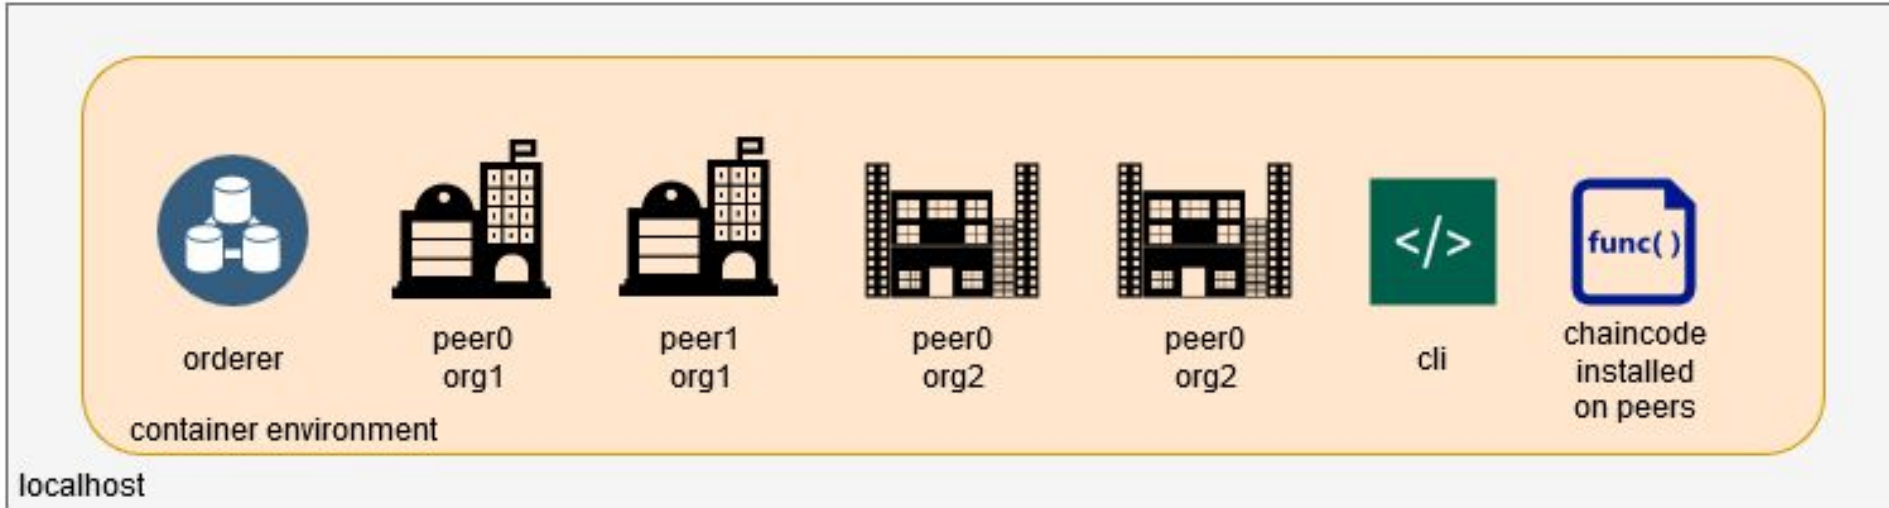 </>
func( )
orderer
peer0
org1
peer1
org1
peer0
org2
peer0
org2
cli
chaincode
installed
on peers
container environment
localhost